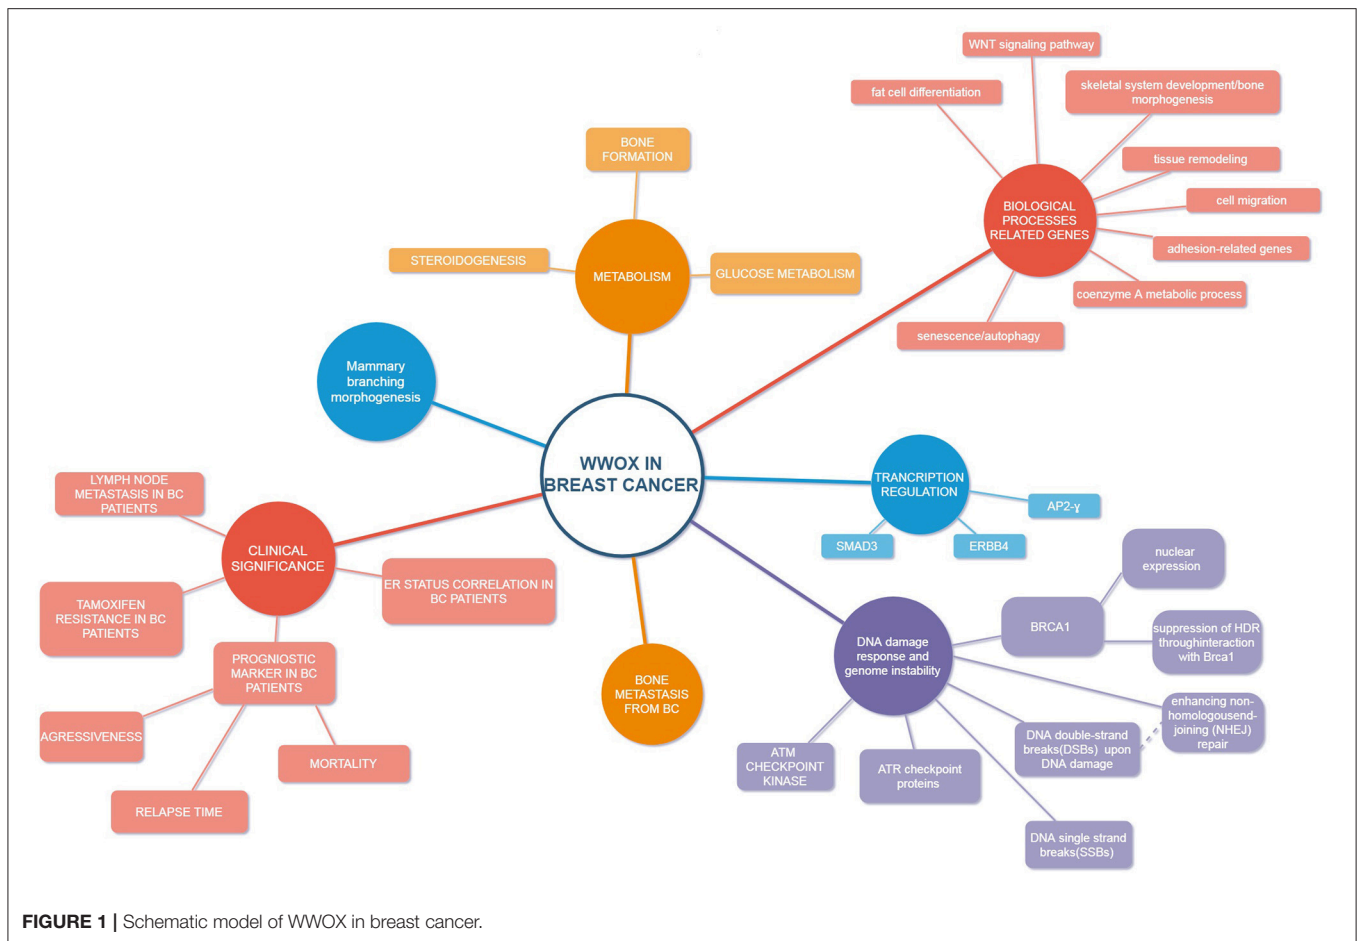 WNT signaling pathway
fat cell differentiation
skeletal system development/bone
morphogenesis
BONE
FORMATION
tissue remodeling
cell migration
BIOLOGICAL
PROCESSES
RELATED GENES
adhesion-related genes
STEROIDOGENESIS
METABOLISM
GLUCOSE METABOLISM
coenzyme A metabolic process
senescence/autophagy
Mammary
branching
morphogenesis
WWOX IN
BREAST CANCER
LYMPH NODE
METASTASIS IN BC
PATIENTS
TRANCRIPTION
REGULATION
AP2-ɣ
SMAD3
ERBB4
CLINICAL
SIGNIFICANCE
ER STATUS CORRELATION IN
BC PATIENTS
TAMOXIFEN
RESISTANCE IN BC
PATIENTS
nuclear
expression
BRCA1
suppression of HDR
throughinteraction
with Brca1
DNA damage
response and
genome instability
PROGNIOSTIC
MARKER IN BC
PATIENTS
BONE
METASTASIS
FROM BC
enhancing non-
homologousend-
joining (NHEJ)
repair
AGRESSIVENESS
MORTALITY
RELAPSE TIME
ATM
CHECKPOINT
KINASE
ATR checkpoint
proteins
DNA double-strand
breaks(DSBs) upon
DNA damage
DNA single strand
breaks(SSBs)
FIGURE 1 | Schematic model of WWOX in breast cancer.